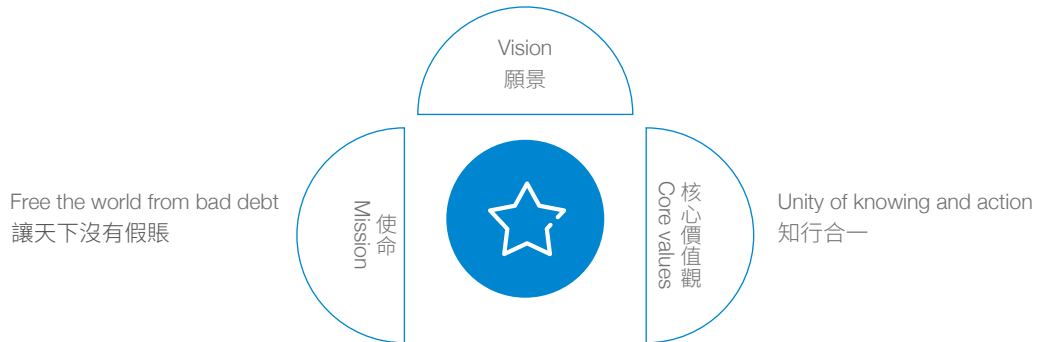 Vision
願景
Free the world from bad debt
讓天下沒有假賬
使命
Mission
核心價值觀
Core values
Unity of knowing and action
知行合一